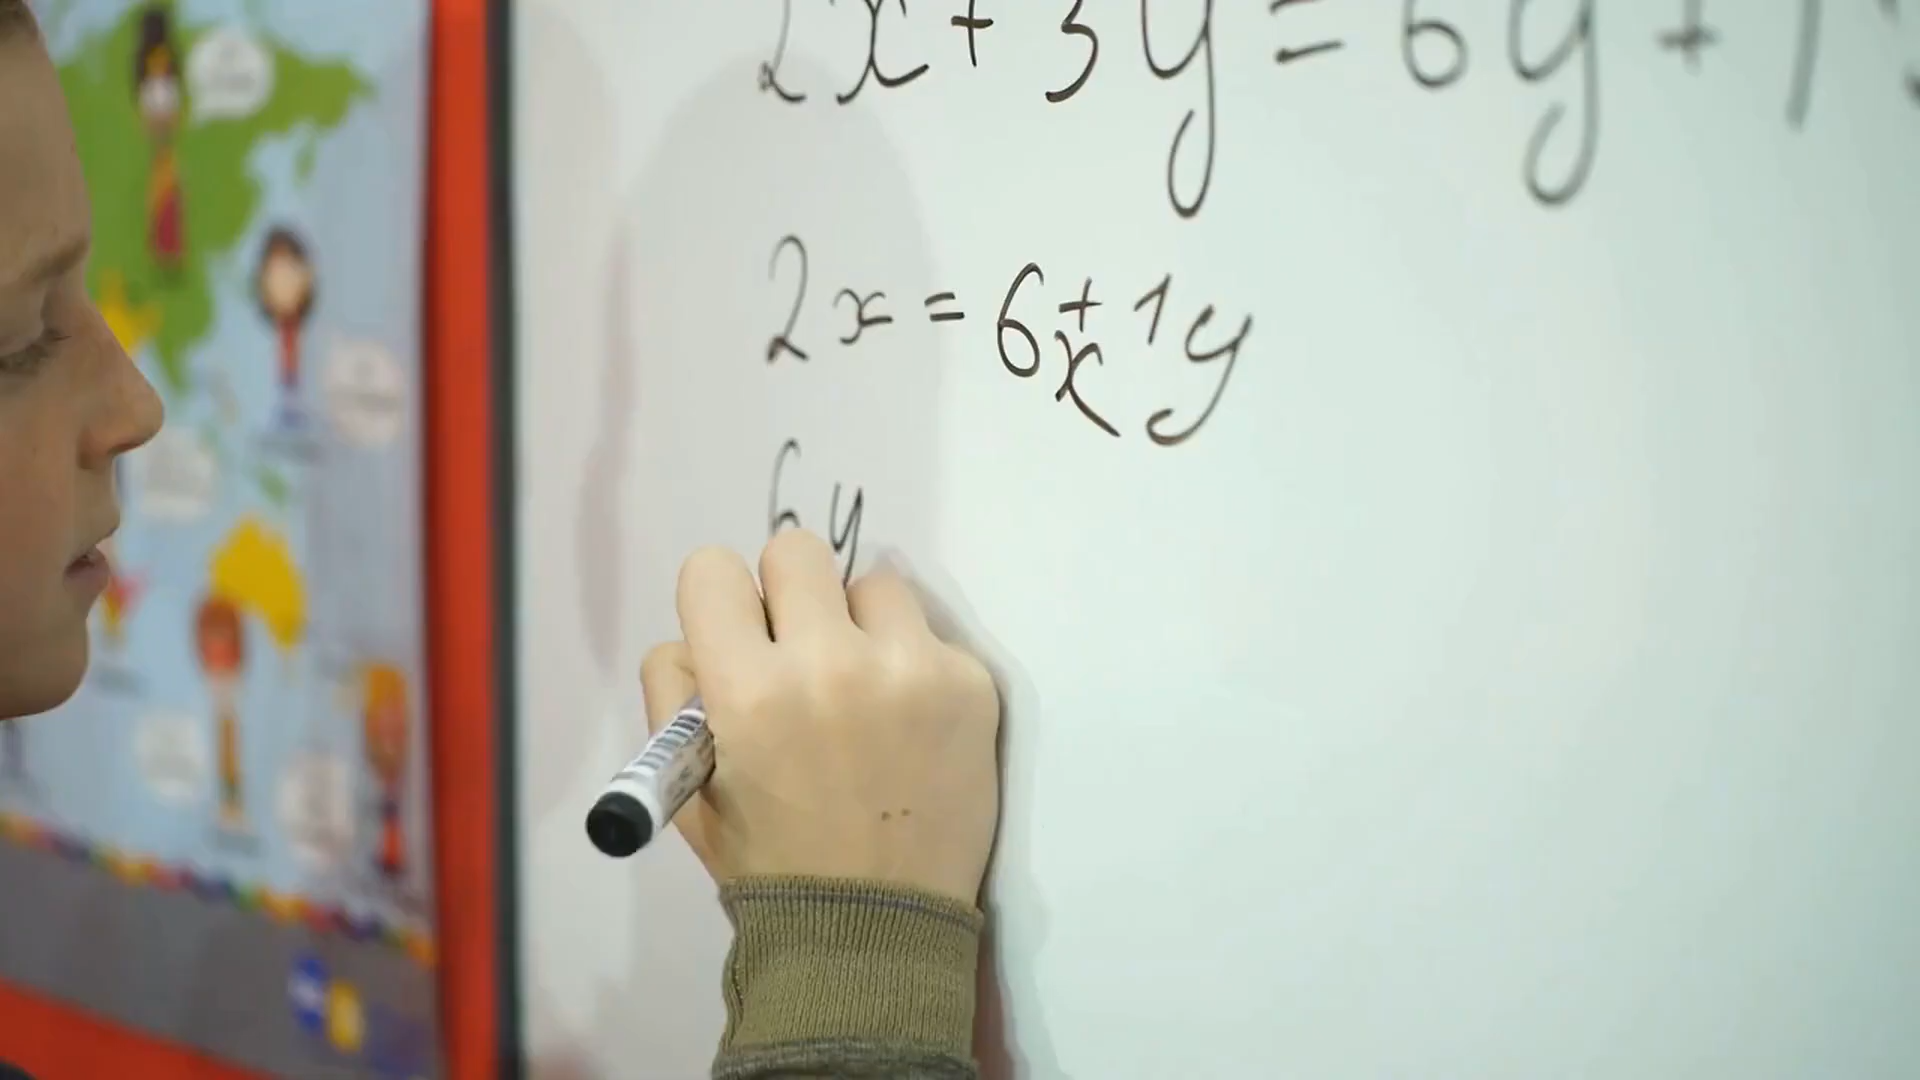 2x + 3y = 6y + 1
2x = 6x + 1y
6y